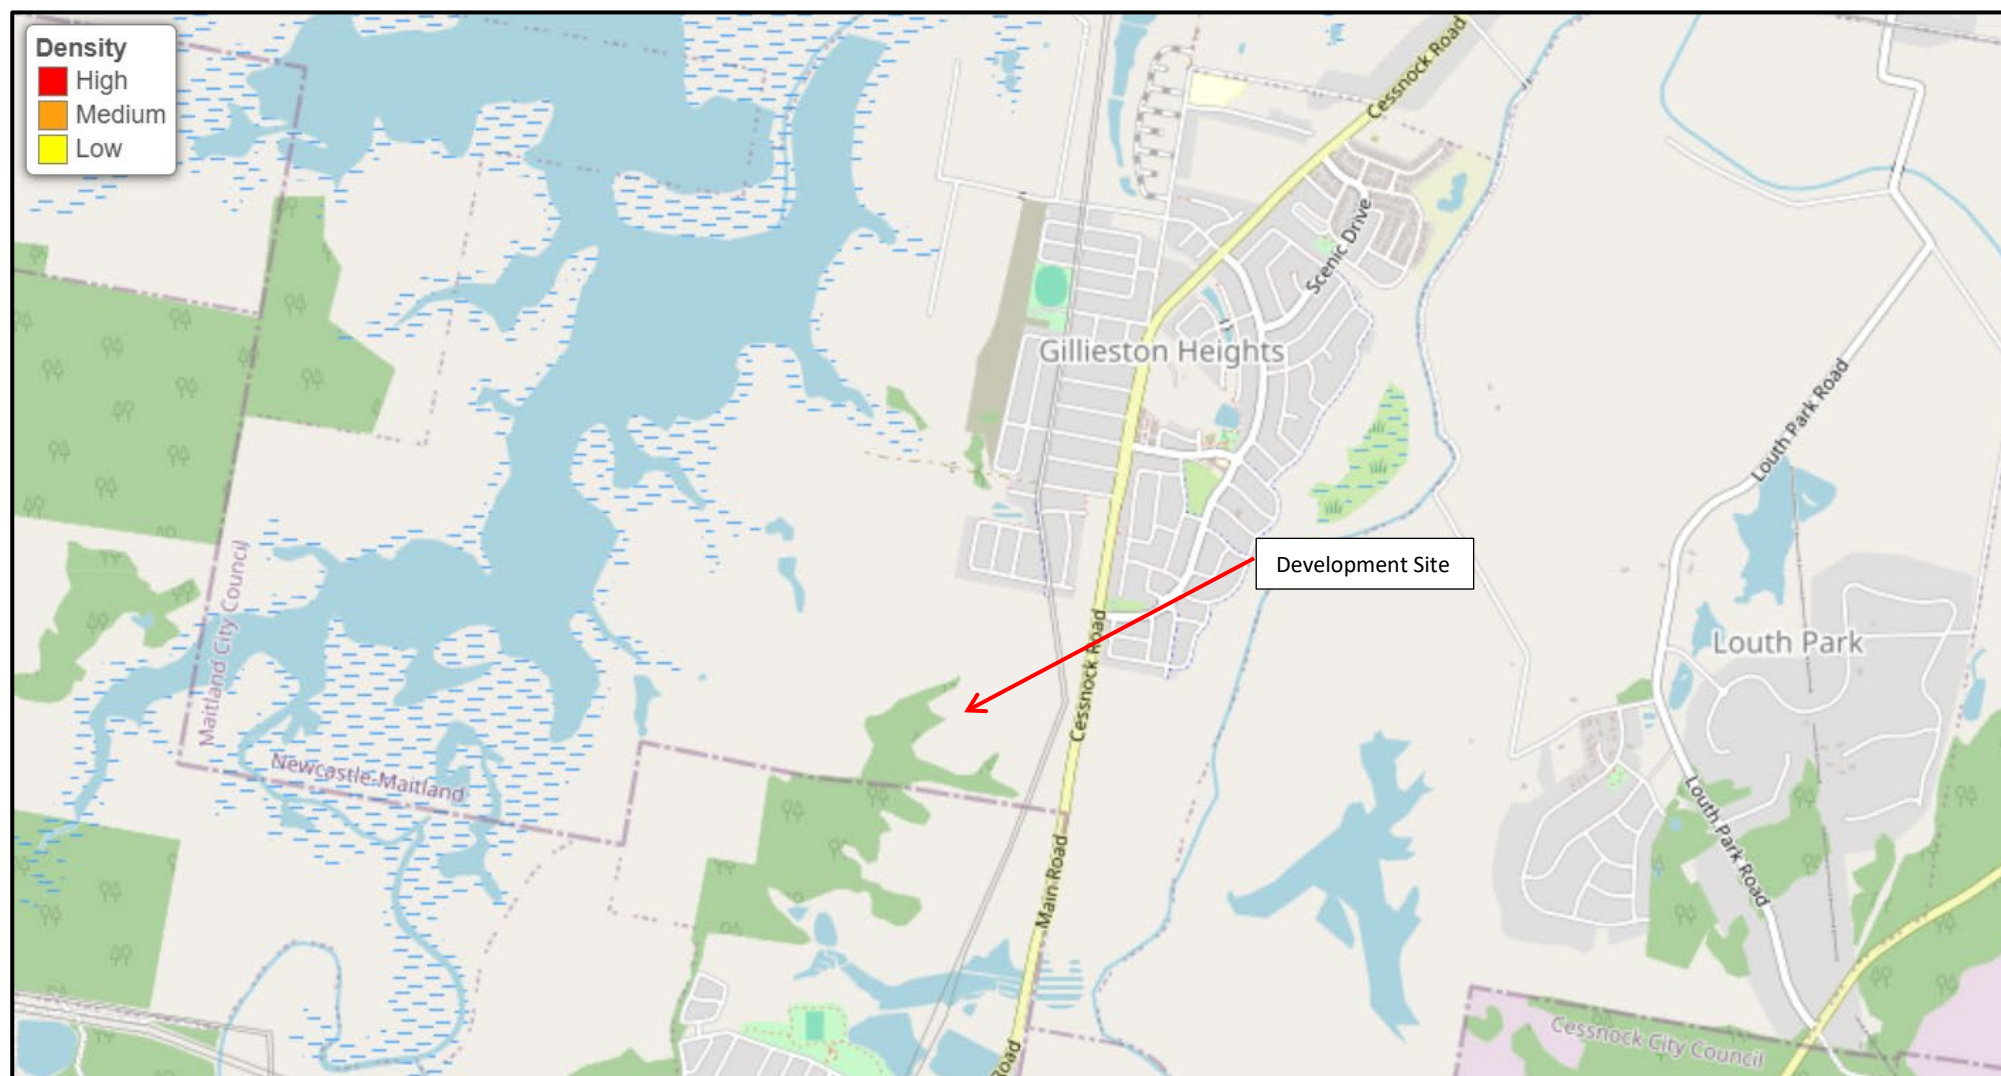 Density
High
Medium
Low
Cessnock Road
Scenic Drive
Gillieston Heights
Louth Park Road
Development Site
Maitland City Council
Cessnock Road
Louth Park
Newcastle-Maitland
Louth Park Road
Main Road
Cessnock City Council
Road